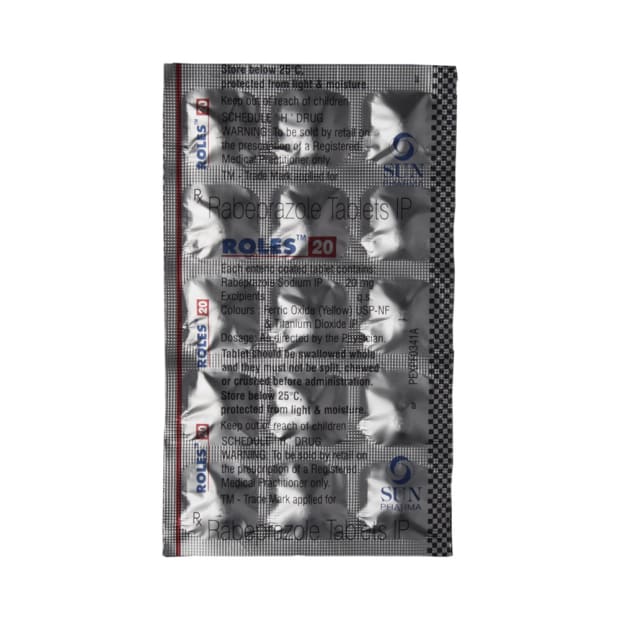 Store below 25°C,
protected from light & moisture.
Keep out of reach of children
SCHEDULE "H" DRUG
WARNING: To be sold by retail on
the prescription of a Registered
Medical Practitioner only.
TM - Trade Mark applied for
ROLES 20
SUN
PHARMA
Rx
Rabeprazole Tablets IP
ROLES™ 20
Each enteric coated tablet contains:
Rabeprazole Sodium IP 20 mg
Excipients q.s.
Colours : Ferric Oxide (Yellow) USP-NF
& Titanium Dioxide IP
Dosage: As directed by the Physician.
Tablet should be swallowed whole
and they must not be split, chewed
or crushed before administration.
Store below 25°C,
protected from light & moisture.
Keep out of reach of children
SCHEDULE "H" DRUG
WARNING: To be sold by retail on
the prescription of a Registered
Medical Practitioner only.
TM - Trade Mark applied for
ROLES 20
ROLES 20
SUN
PHARMA
Rx
Rabeprazole Tablets IP